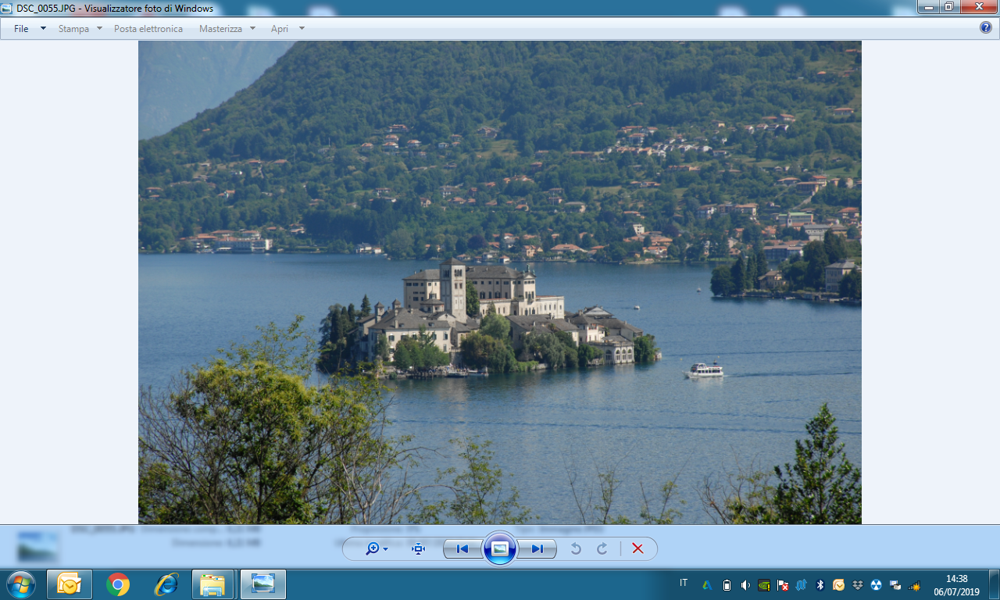 DSC_0055.JPG - Visualizzatore foto di Windows
File Stampa Posta elettronica Masterizza Apri
IT
14:38
06/07/2019